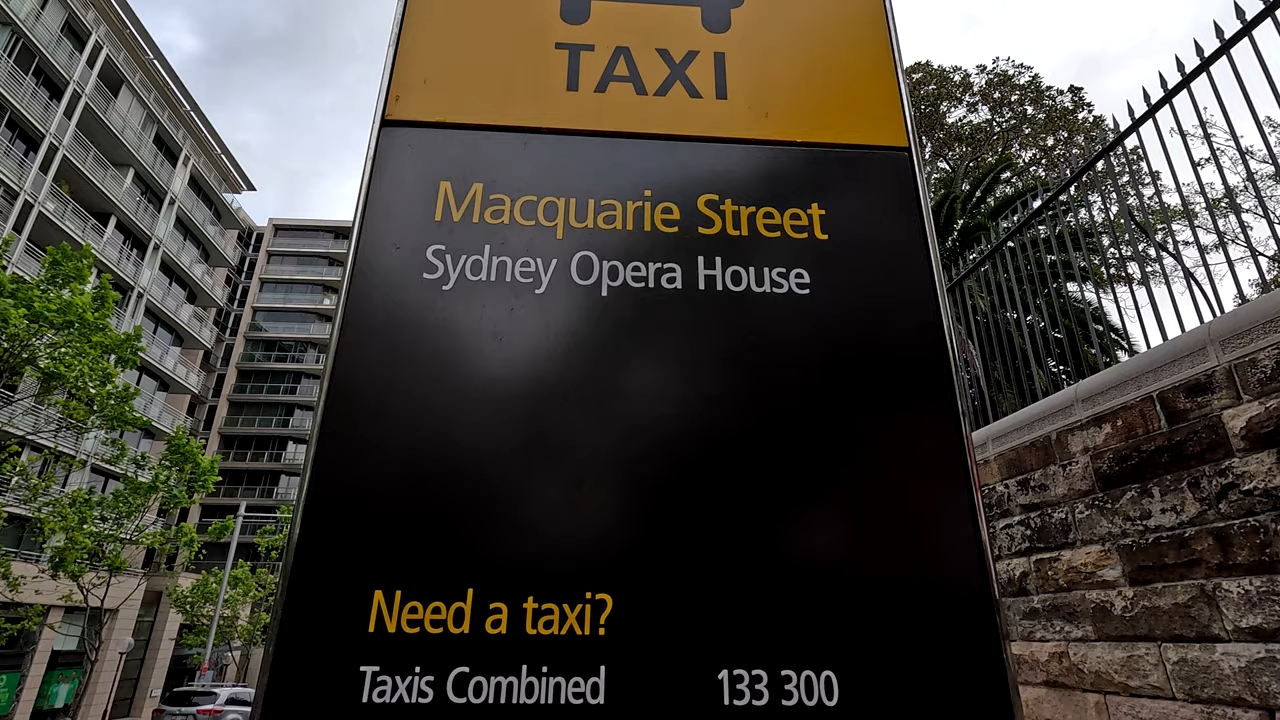 TAXI
Macquarie Street
Sydney Opera House
Need a taxi?
Taxis Combined 133 300